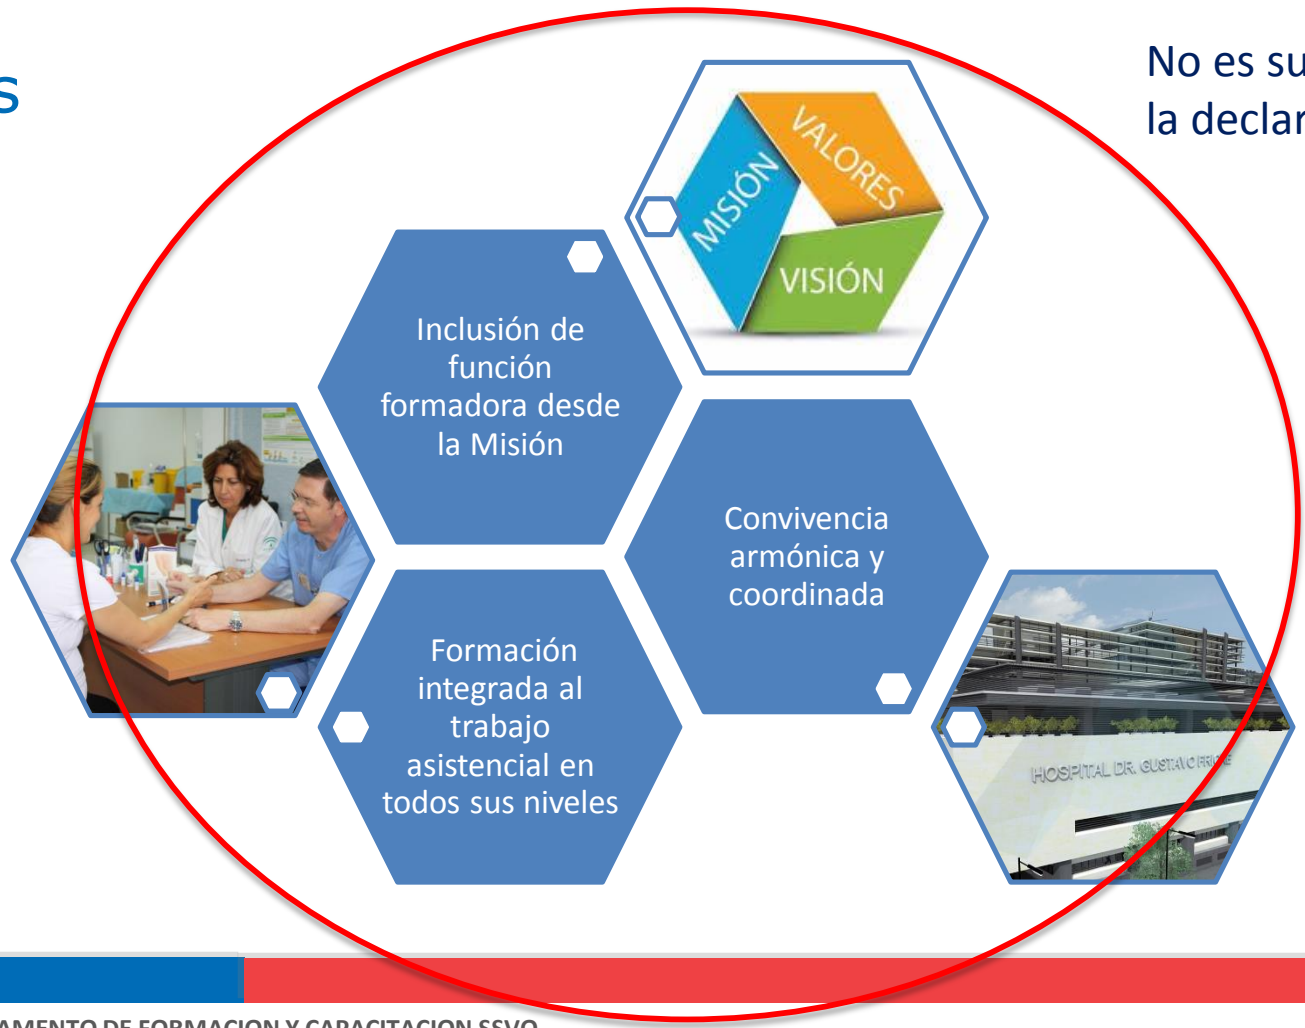 s
No es su
la declar
VALORES
MISIÓN
VISIÓN
Inclusión de
función
formadora desde
la Misión
Convivencia
armónica y
coordinada
Formación
integrada al
trabajo
asistencial en
todos sus niveles
HOSPITAL DR. GUSTAVO FRICKE
AMENTO DE FORMACION Y CAPACITACION SSVQ